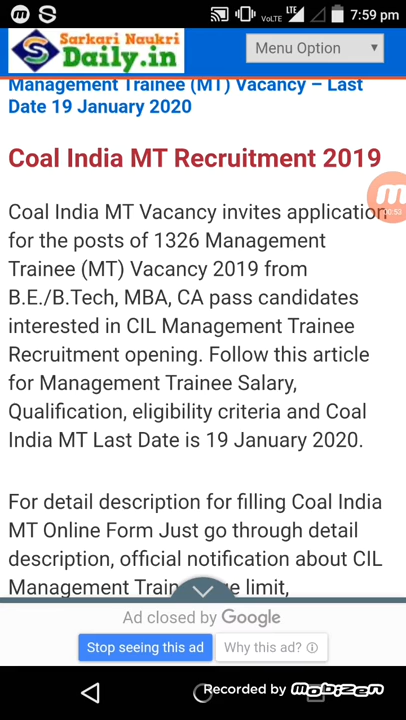 VoLTE LTE 7:59 pm
Sarkari Naukri
Daily.in
Menu Option
Management Trainee (MT) Vacancy – Last
Date 19 January 2020
Coal India MT Recruitment 2019
Coal India MT Vacancy invites application
for the posts of 1326 Management
Trainee (MT) Vacancy 2019 from
B.E./B.Tech, MBA, CA pass candidates
interested in CIL Management Trainee
Recruitment opening. Follow this article
for Management Trainee Salary,
Qualification, eligibility criteria and Coal
India MT Last Date is 19 January 2020.
00:53
For detail description for filling Coal India
MT Online Form Just go through detail
description, official notification about CIL
Management limit,
Ad closed by Google
Stop seeing this ad
Why this ad?
Recorded by MOBIZEN